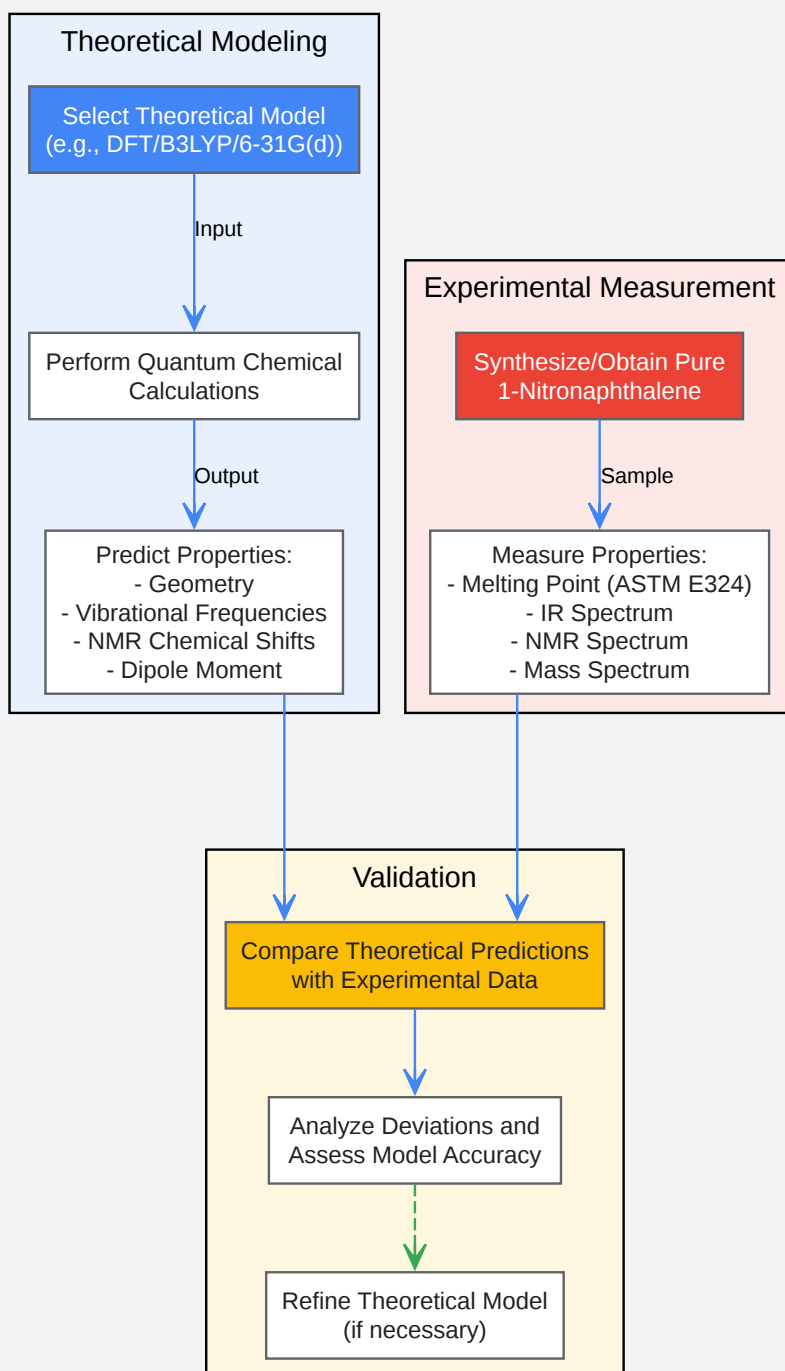 Theoretical Modeling
Select Theoretical Model
(e.g., DFT/B3LYP/6-31G(d))
Input
Perform Quantum Chemical
Calculations
Output
Predict Properties:
- Geometry
- Vibrational Frequencies
- NMR Chemical Shifts
- Dipole Moment
Experimental Measurement
Synthesize/Obtain Pure
1-Nitronaphthalene
Sample
Measure Properties:
- Melting Point (ASTM E324)
- IR Spectrum
- NMR Spectrum
- Mass Spectrum
Validation
Compare Theoretical Predictions
with Experimental Data
Analyze Deviations and
Assess Model Accuracy
Refine Theoretical Model
(if necessary)